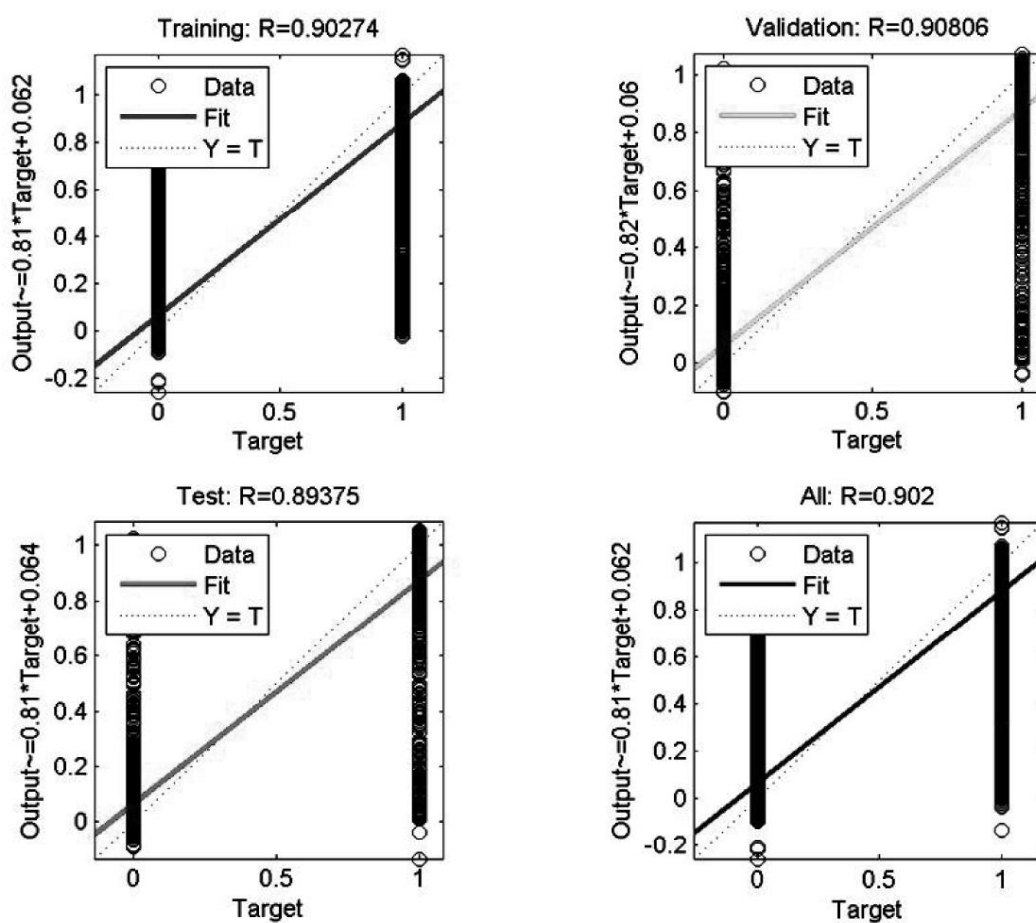 Training: R=0.90274
Output~=0.81*Target+0.062
Data
Fit
Y = T
1
0.8
0.6
0.4
0.2
0
-0.2
0
0.5
1
Target
Validation: R=0.90806
Output~=0.82*Target+0.06
Data
Fit
Y = T
1
0.8
0.6
0.4
0.2
0
0
0.5
1
Target
Test: R=0.89375
Output~=0.81*Target+0.064
Data
Fit
Y = T
1
0.8
0.6
0.4
0.2
0
0
0.5
1
Target
All: R=0.902
Output~=0.81*Target+0.062
Data
Fit
Y = T
1
0.8
0.6
0.4
0.2
0
-0.2
0
0.5
1
Target